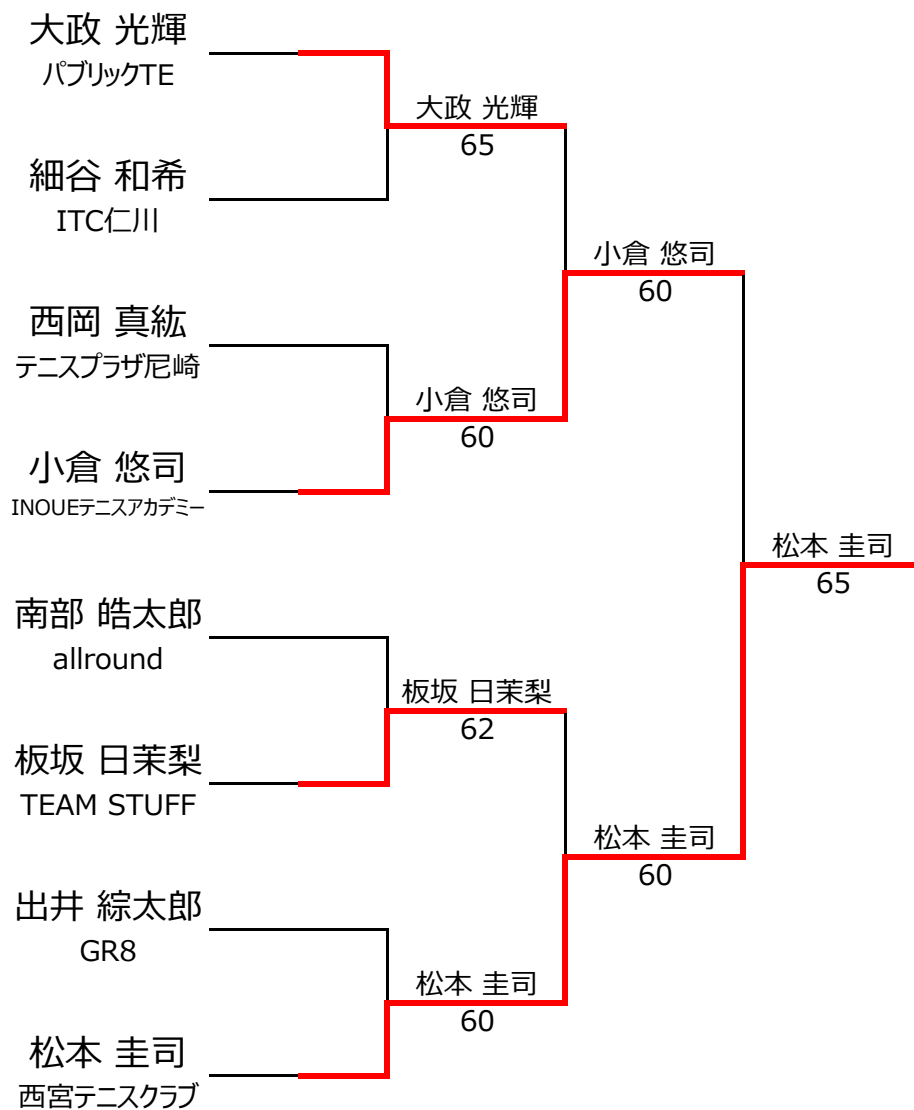 大政 光輝
パブリックTE
大政 光輝
65
細谷 和希
ITC仁川
小倉 悠司
60
西岡 真紘
テニスプラザ尼崎
小倉 悠司
60
小倉 悠司
INOUEテニスアカデミー
松本 圭司
65
南部 皓太郎
allround
板坂 日茉梨
62
板坂 日茉梨
TEAM STUFF
松本 圭司
60
出井 綜太郎
GR8
松本 圭司
60
松本 圭司
西宮テニスクラブ